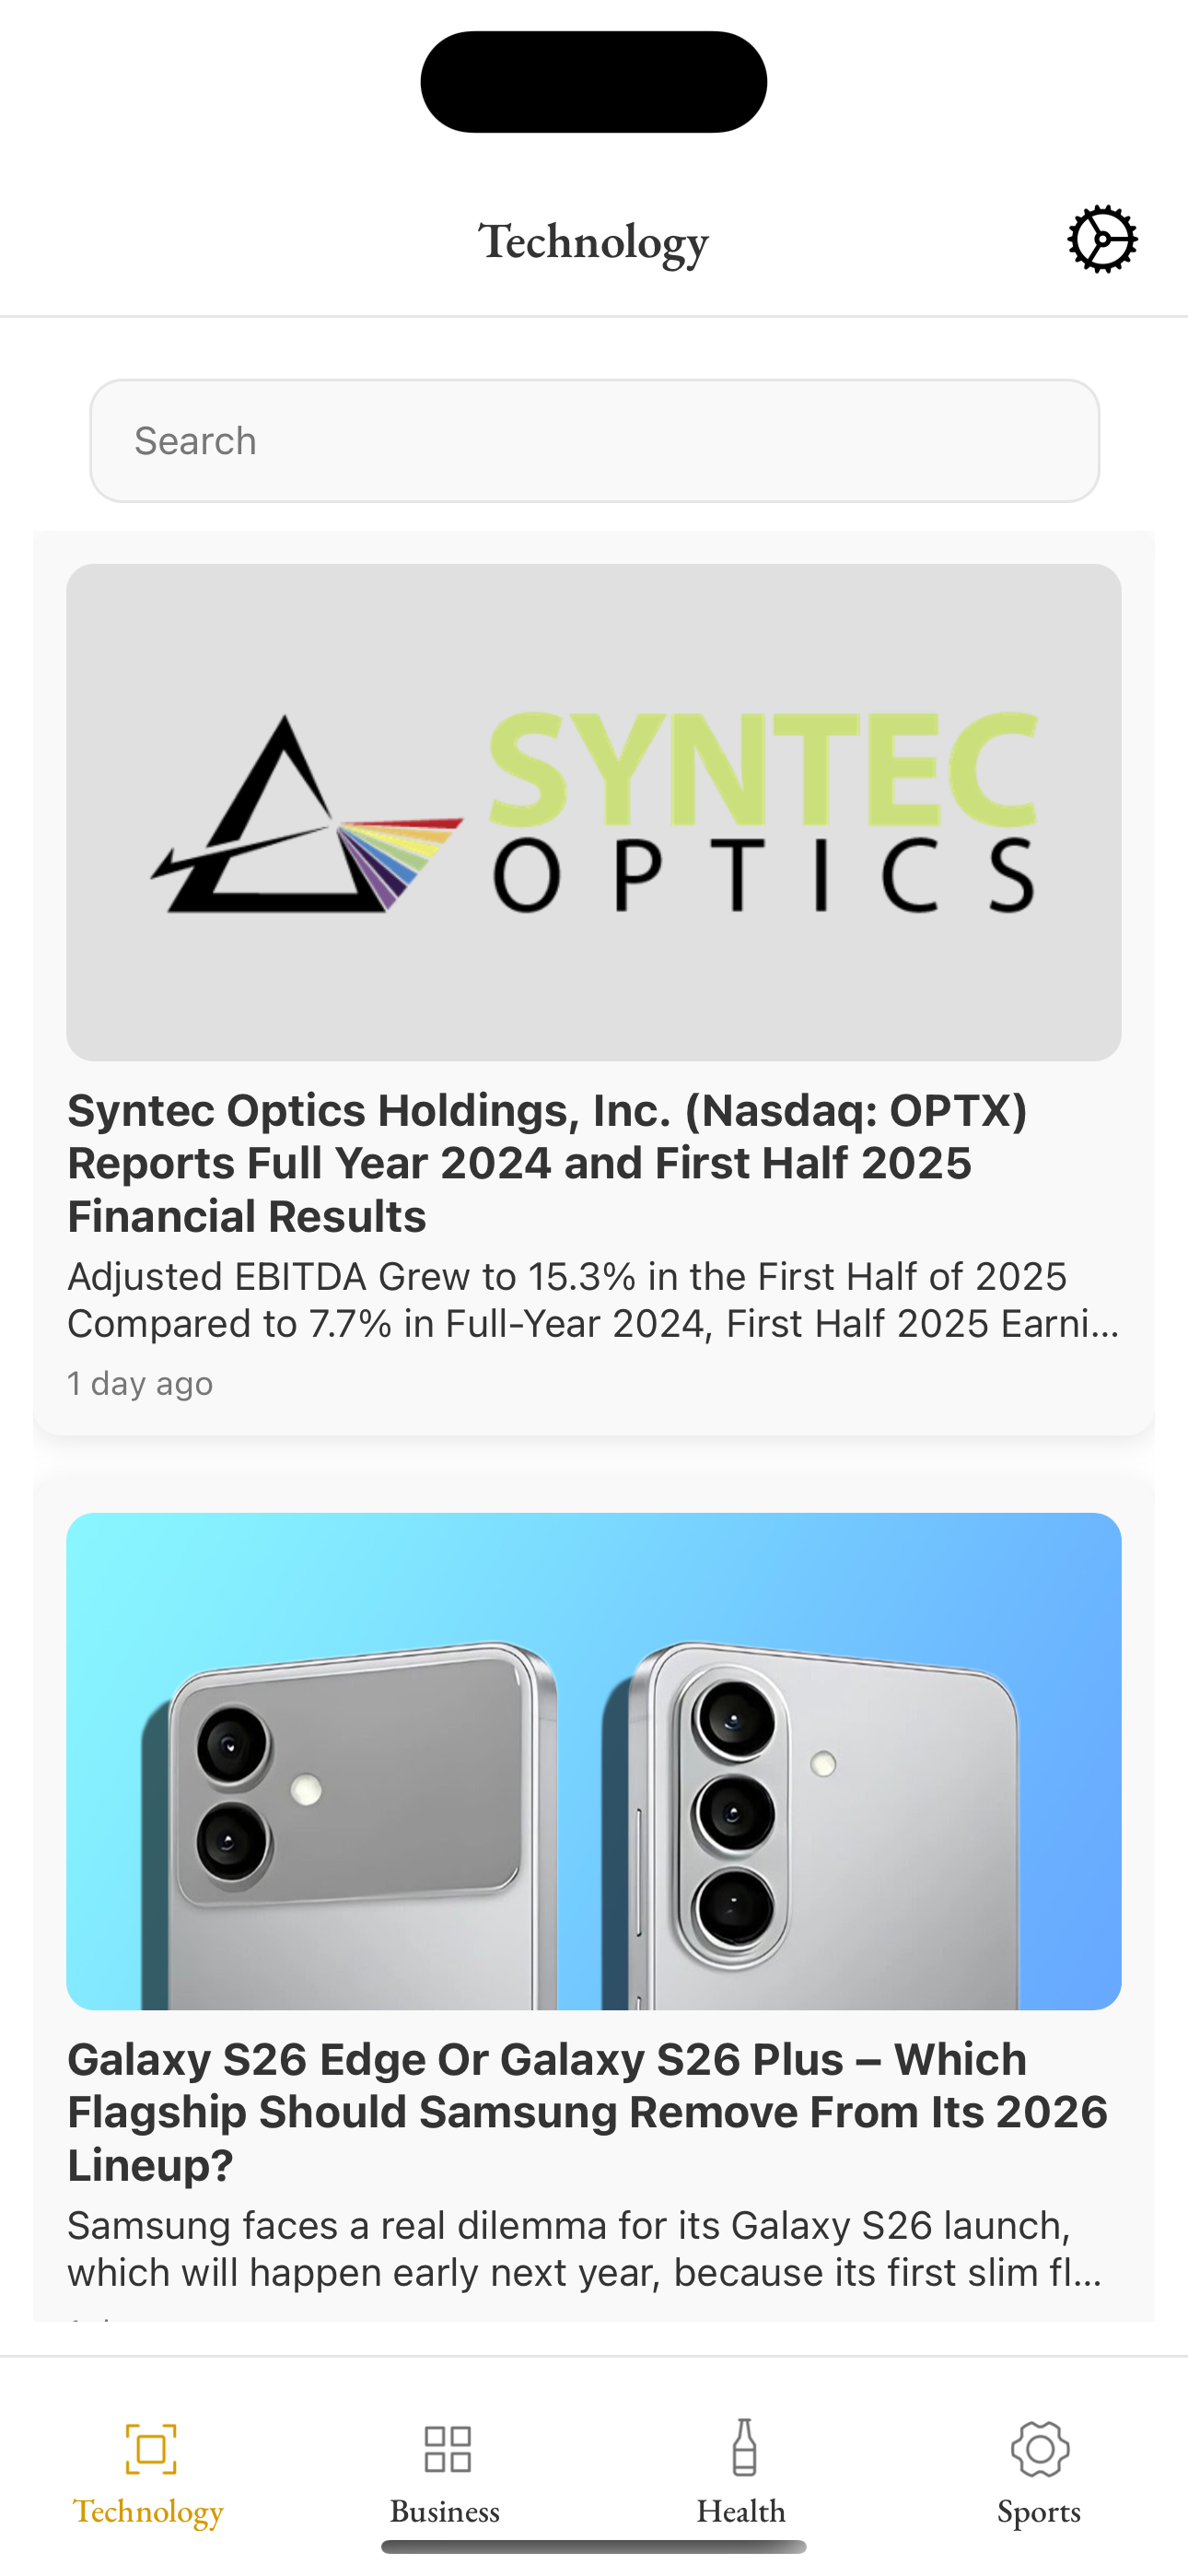 Technology
Search
SYNTEC
OPTICS
Syntec Optics Holdings, Inc. (Nasdaq: OPTX)
Reports Full Year 2024 and First Half 2025
Financial Results
Adjusted EBITDA Grew to 15.3% in the First Half of 2025
Compared to 7.7% in Full-Year 2024, First Half 2025 Earni...
1 day ago
Galaxy S26 Edge Or Galaxy S26 Plus – Which
Flagship Should Samsung Remove From Its 2026
Lineup?
Samsung faces a real dilemma for its Galaxy S26 launch,
which will happen early next year, because its first slim fl...
Technology
Business
Health
Sports